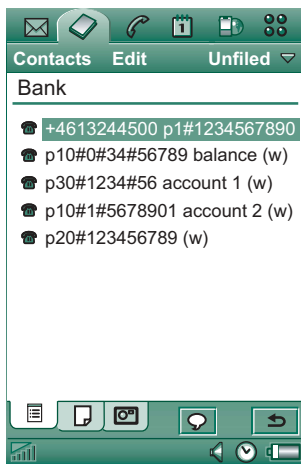 Contacts Edit Unfiled
Bank
+4613244500 p1#1234567890
p10#0#34#56789 balance (w)
p30#1234#56 account 1 (w)
p10#1#5678901 account 2 (w)
p20#123456789 (w)